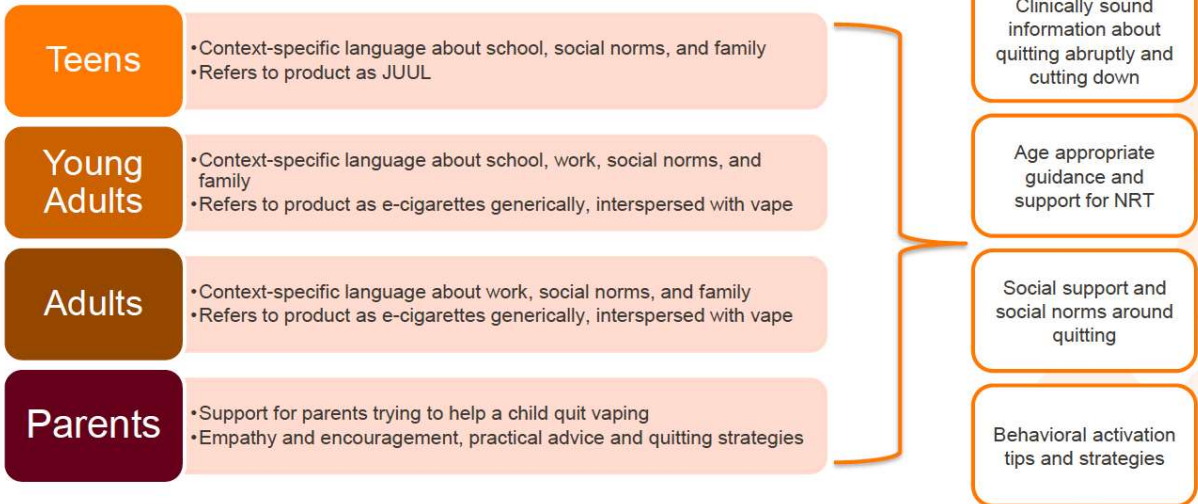 Teens
•Context-specific language about school, social norms, and family
•Refers to product as JUUL
Young
Adults
•Context-specific language about school, work, social norms, and
family
•Refers to product as e-cigarettes generically, interspersed with vape
Adults
•Context-specific language about work, social norms, and family
•Refers to product as e-cigarettes generically, interspersed with vape
Parents
•Support for parents trying to help a child quit vaping
•Empathy and encouragement, practical advice and quitting strategies
Clinically sound
information about
quitting abruptly and
cutting down
Age appropriate
guidance and
support for NRT
Social support and
social norms around
quitting
Behavioral activation
tips and strategies